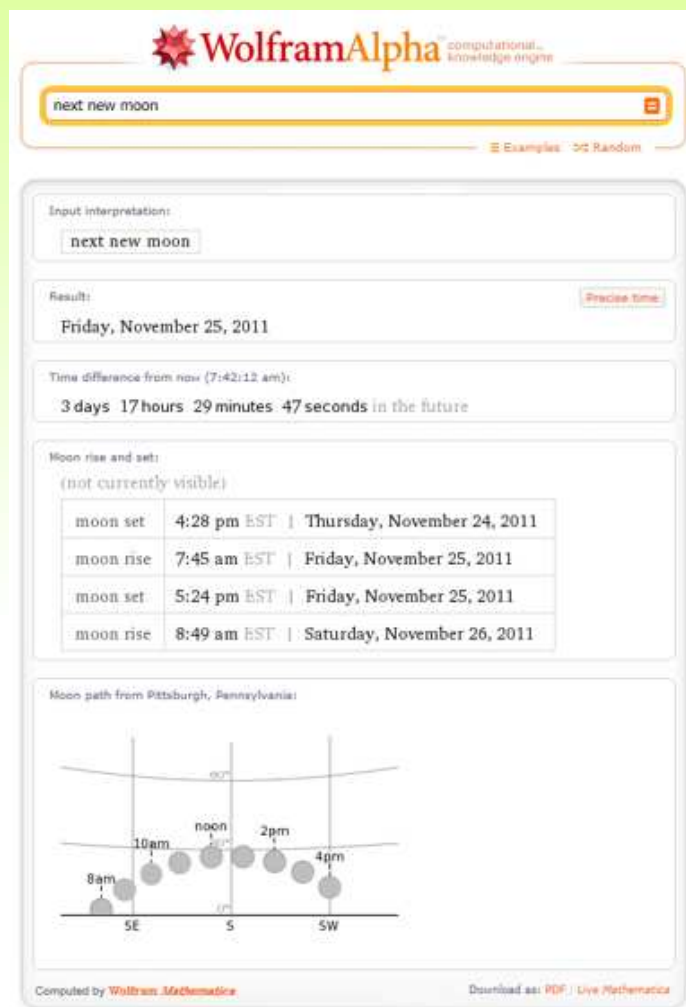 WolframAlpha computational... knowledge engine
next new moon
Examples Random
Input interpretation:
next new moon
Result:
Precise time
Friday, November 25, 2011
Time difference from now (7:42:12 am):
3 days 17 hours 29 minutes 47 seconds in the future
Moon rise and set:
(not currently visible)
moon set 4:28 pm EST | Thursday, November 24, 2011
moon rise 7:45 am EST | Friday, November 25, 2011
moon set 5:24 pm EST | Friday, November 25, 2011
moon rise 8:49 am EST | Saturday, November 26, 2011
Moon path from Pittsburgh, Pennsylvania:
60°
noon 2pm
10am
4pm
8am
0°
SE S SW
Computed by Wolfram Mathematica Download as: PDF | Live Mathematica